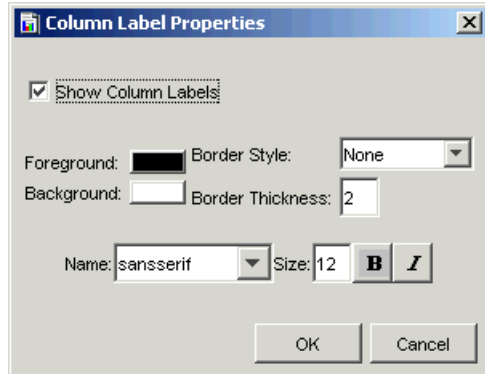 Column Label Properties
Show Column Labels
Foreground: Border Style: None
Background: Border Thickness: 2
Name: sansserif Size: 12 B I
OK Cancel